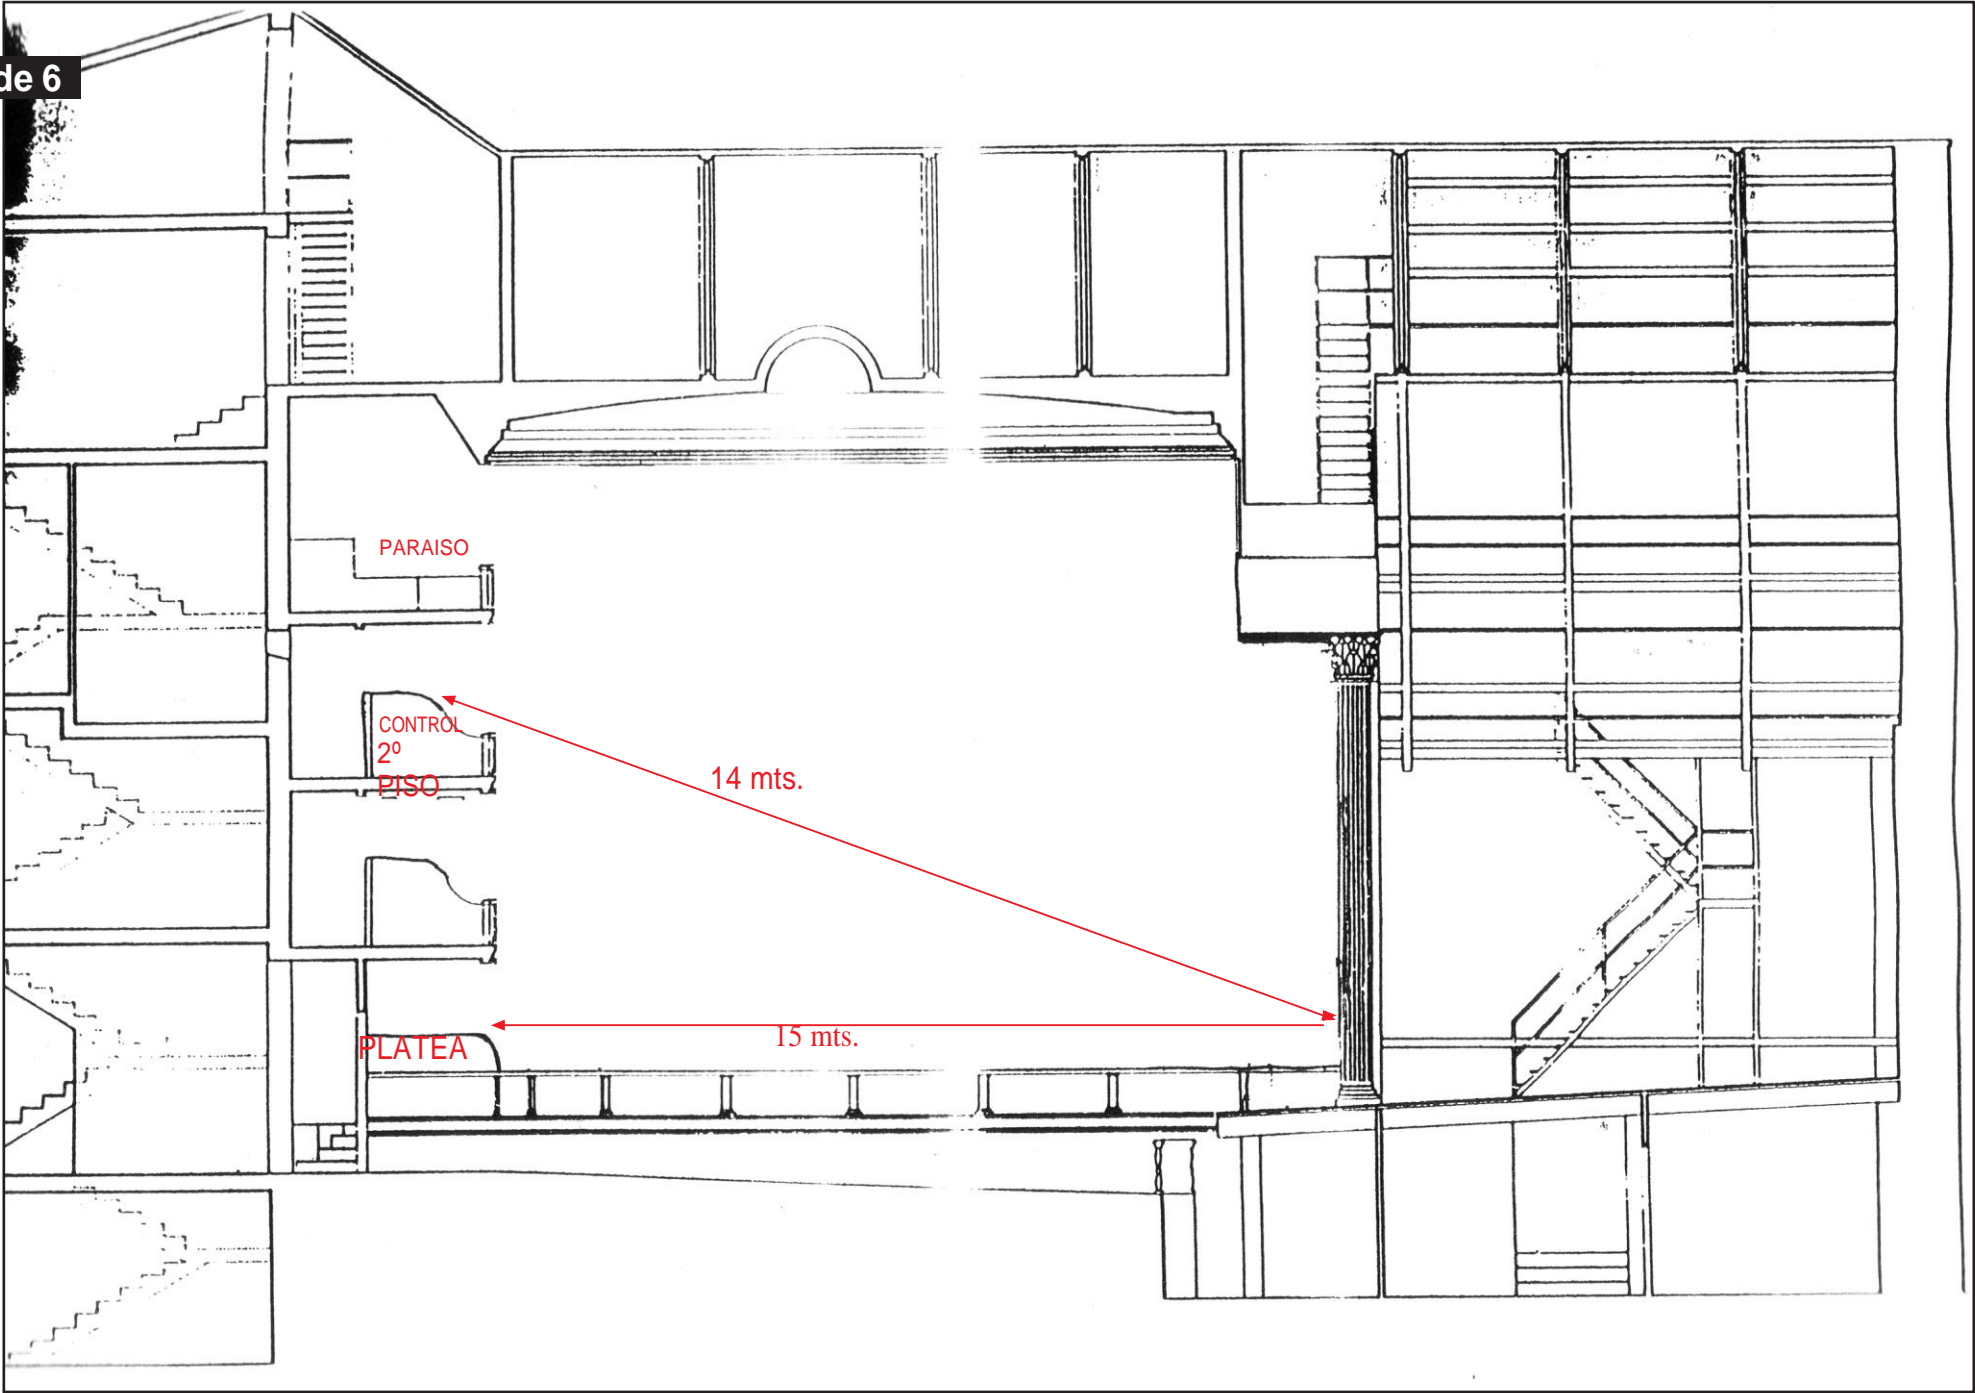 de 6
PARAISO
CONTROL
2º
PISO
14 mts.
15 mts.
PLATEA